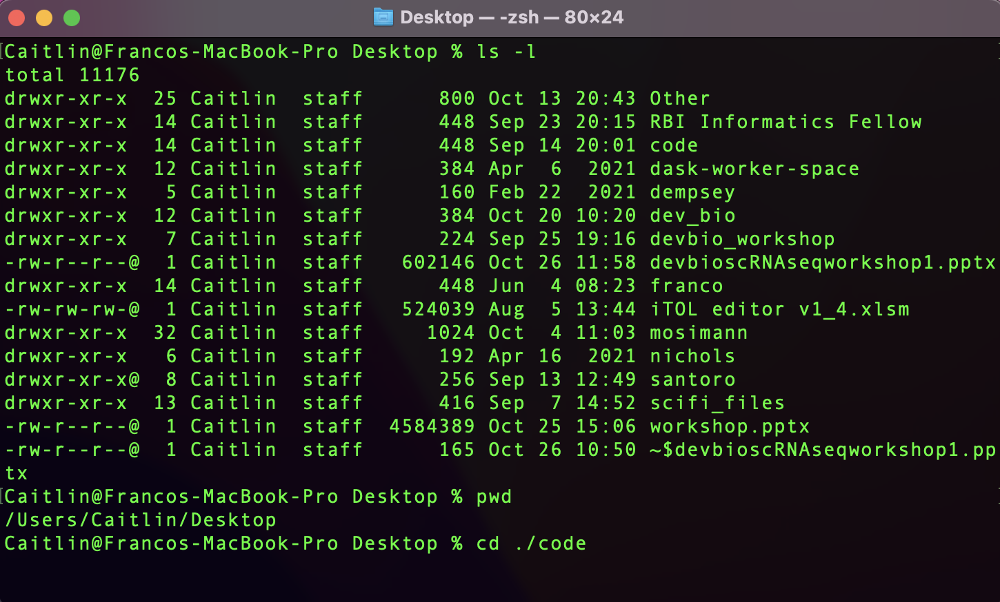 Desktop — -zsh — 80×24
Caitlin@Francos-MacBook-Pro Desktop % ls -l
total 11176
drwxr-xr-x  25 Caitlin  staff      800 Oct 13 20:43 Other
drwxr-xr-x  14 Caitlin  staff      448 Sep 23 20:15 RBI Informatics Fellow
drwxr-xr-x  14 Caitlin  staff      448 Sep 14 20:01 code
drwxr-xr-x  12 Caitlin  staff      384 Apr  6  2021 dask-worker-space
drwxr-xr-x   5 Caitlin  staff      160 Feb 22  2021 dempsey
drwxr-xr-x  12 Caitlin  staff      384 Oct 20 10:20 dev_bio
drwxr-xr-x   7 Caitlin  staff      224 Sep 25 19:16 devbio_workshop
-rw-r--r--@  1 Caitlin  staff   602146 Oct 26 11:58 devbioscRNAseqworkshop1.pptx
drwxr-xr-x  14 Caitlin  staff      448 Jun  4 08:23 franco
-rw-rw-rw-@  1 Caitlin  staff   524039 Aug  5 13:44 iTOL editor v1_4.xlsm
drwxr-xr-x  32 Caitlin  staff     1024 Oct  4 11:03 mosimann
drwxr-xr-x   6 Caitlin  staff      192 Apr 16  2021 nichols
drwxr-xr-x@  8 Caitlin  staff      256 Sep 13 12:49 santoro
drwxr-xr-x  13 Caitlin  staff      416 Sep  7 14:52 scifi_files
-rw-r--r--@  1 Caitlin  staff  4584389 Oct 25 15:06 workshop.pptx
-rw-r--r--@  1 Caitlin  staff      165 Oct 26 10:50 ~$devbioscRNAseqworkshop1.pp
tx
Caitlin@Francos-MacBook-Pro Desktop % pwd
/Users/Caitlin/Desktop
Caitlin@Francos-MacBook-Pro Desktop % cd ./code